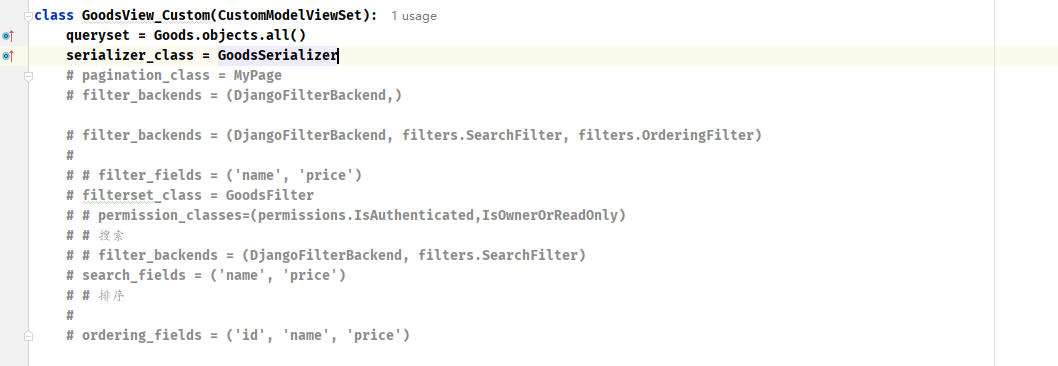 class GoodsView_Custom(CustomModelViewSet): 1 usage
queryset = Goods.objects.all()
serializer_class = GoodsSerializer
# pagination_class = MyPage
# filter_backends = (DjangoFilterBackend,)
# filter_backends = (DjangoFilterBackend, filters.SearchFilter, filters.OrderingFilter)
#
# # filter_fields = ('name', 'price')
# filterset_class = GoodsFilter
# # permission_classes=(permissions.IsAuthenticated,IsOwnerOrReadOnly)
# # 搜索
# # filter_backends = (DjangoFilterBackend, filters.SearchFilter)
# search_fields = ('name', 'price')
# # 排序
#
# ordering_fields = ('id', 'name', 'price')